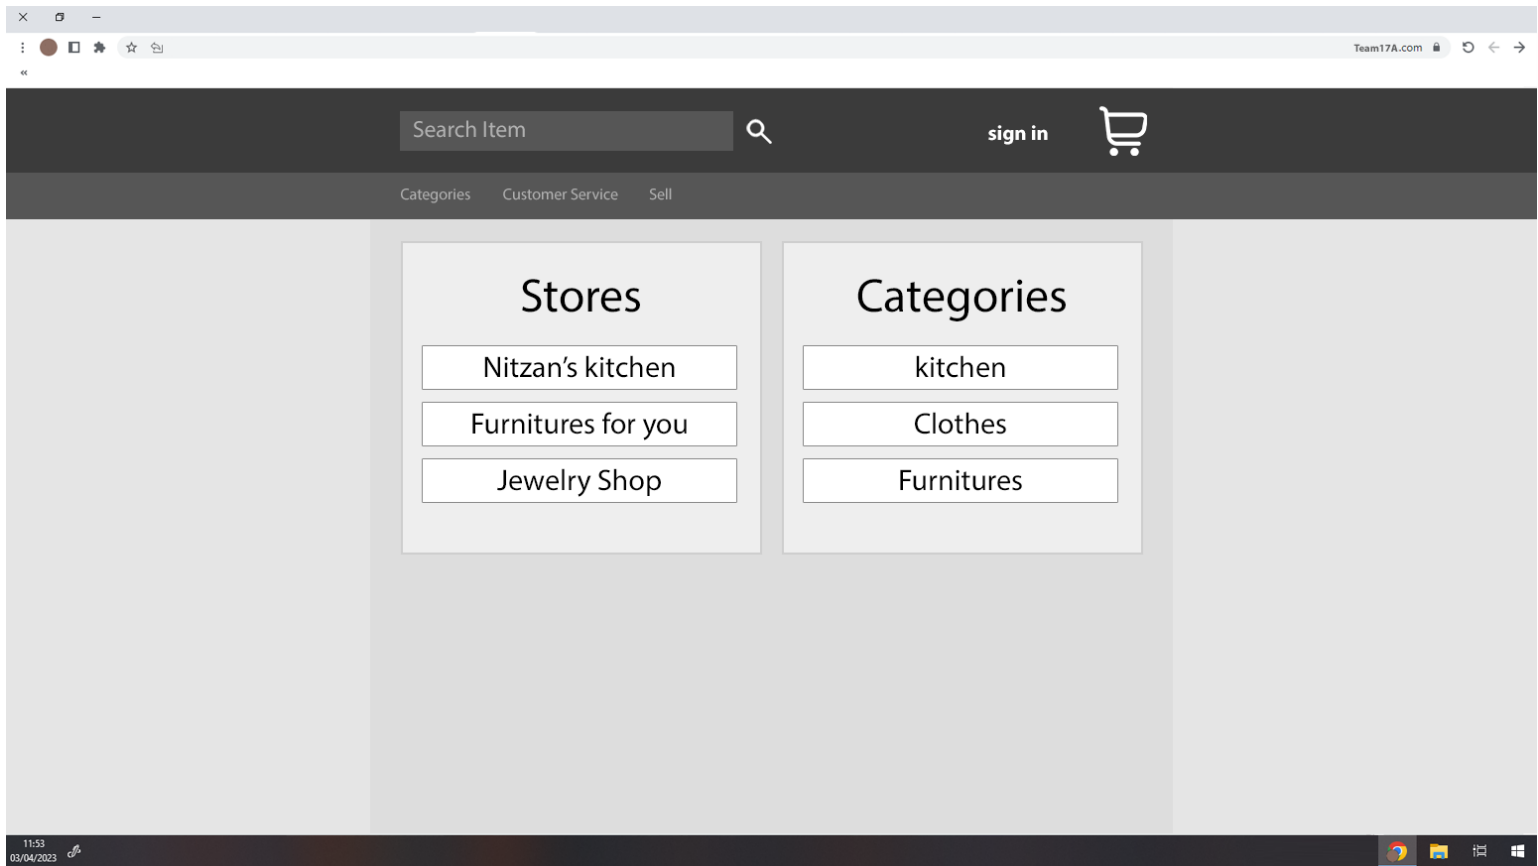 Team17A.com
«
Search Item
sign in
Categories
Customer Service
Sell
Stores
Nitzan’s kitchen
Furnitures for you
Jewelry Shop
Categories
kitchen
Clothes
Furnitures
11:53
03/04/2023